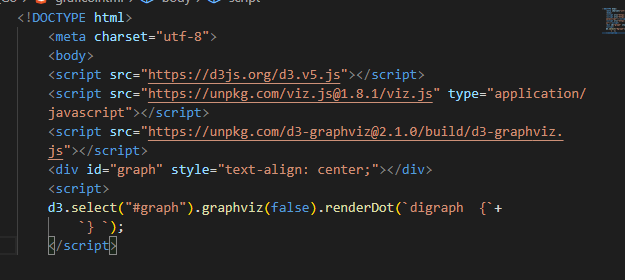 graficohtml > body > script
<!DOCTYPE html>
<meta charset="utf-8">
<body>
<script src="https://d3js.org/d3.v5.js"></script>
<script src="https://unpkg.com/viz.js@1.8.1/viz.js" type="application/
javascript"></script>
<script src="https://unpkg.com/d3-graphviz@2.1.0/build/d3-graphviz.
js"></script>
<div id="graph" style="text-align: center;"></div>
<script>
d3.select("#graph").graphviz(false).renderDot(`digraph  {`+
`} `);
</script>